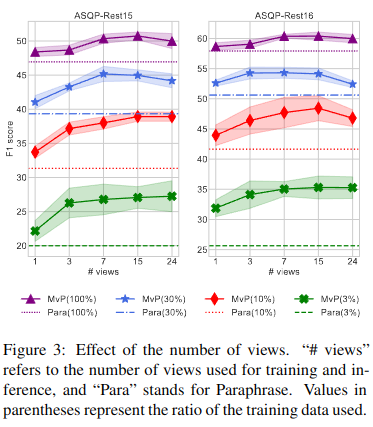 ASQP-Rest15
ASQP-Rest16
F1 score
50
45
40
35
30
25
20
60
55
50
45
40
35
30
25
1 3 7 15 24
1 3 7 15 24
# views
# views
MvP(100%) MvP(30%) MvP(10%) MvP(3%)
Para(100%) Para(30%) Para(10%) Para(3%)
Figure 3: Effect of the number of views. “# views”
refers to the number of views used for training and in-
ference, and “Para” stands for Paraphrase. Values in
parentheses represent the ratio of the training data used.